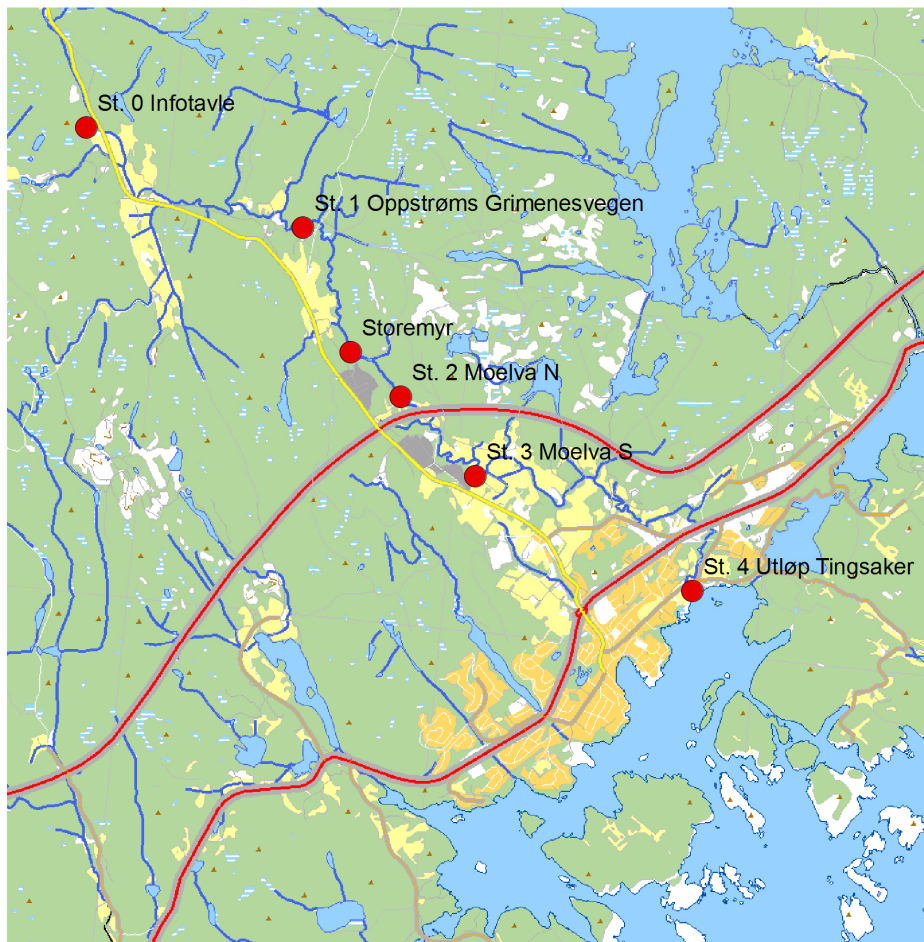 St. 0 Infotavle
St. 1 Oppstrøms Grimenesvegen
Storemyr
St. 2 Moelva N
St. 3 Moelva S
St. 4 Utløp Tingsaker